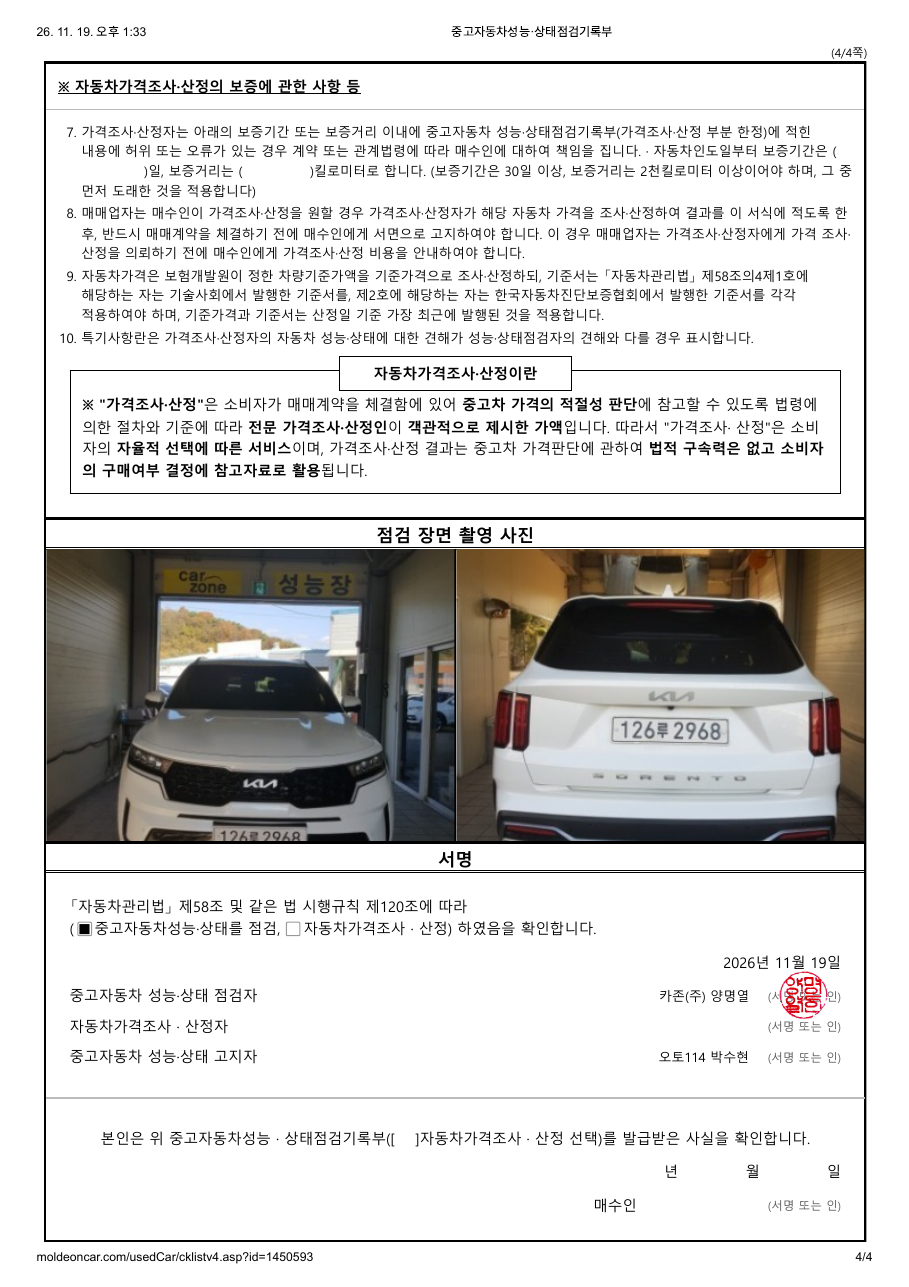 26. 11. 19. 오후 1:33
중고자동차성능·상태점검기록부
(4/4쪽)
※ 자동차가격조사·산정의 보증에 관한 사항 등
7. 가격조사·산정자는 아래의 보증기간 또는 보증거리 이내에 중고자동차 성능·상태점검기록부(가격조사·산정 부분 한정)에 적힌
내용에 허위 또는 오류가 있는 경우 계약 또는 관계법령에 따라 매수인에 대하여 책임을 집니다. · 자동차인도일부터 보증기간은 (
)일, 보증거리는 ( )킬로미터로 합니다. (보증기간은 30일 이상, 보증거리는 2천킬로미터 이상이어야 하며, 그 중
먼저 도래한 것을 적용합니다)
8. 매매업자는 매수인이 가격조사·산정을 원할 경우 가격조사·산정자가 해당 자동차 가격을 조사·산정하여 결과를 이 서식에 적도록 한
후, 반드시 매매계약을 체결하기 전에 매수인에게 서면으로 고지하여야 합니다. 이 경우 매매업자는 가격조사·산정자에게 가격 조사·
산정을 의뢰하기 전에 매수인에게 가격조사·산정 비용을 안내하여야 합니다.
9. 자동차가격은 보험개발원이 정한 차량기준가액을 기준가격으로 조사·산정하되, 기준서는 「자동차관리법」 제58조의4제1호에
해당하는 자는 기술사회에서 발행한 기준서를, 제2호에 해당하는 자는 한국자동차진단보증협회에서 발행한 기준서를 각각
적용하여야 하며, 기준가격과 기준서는 산정일 기준 가장 최근에 발행된 것을 적용합니다.
10. 특기사항란은 가격조사·산정자의 자동차 성능·상태에 대한 견해가 성능·상태점검자의 견해와 다를 경우 표시합니다.
자동차가격조사·산정이란
※ "가격조사·산정"은 소비자가 매매계약을 체결함에 있어 중고차 가격의 적절성 판단에 참고할 수 있도록 법령에
의한 절차와 기준에 따라 전문 가격조사·산정인이 객관적으로 제시한 가액입니다. 따라서 "가격조사· 산정"은 소비
자의 자율적 선택에 따른 서비스이며, 가격조사·산정 결과는 중고차 가격판단에 관하여 법적 구속력은 없고 소비자
의 구매여부 결정에 참고자료로 활용됩니다.
점검 장면 촬영 사진
car zone 성능장
KIA
126루2968
KIA
126루2968
SORENTO
서명
「자동차관리법」 제58조 및 같은 법 시행규칙 제120조에 따라
(■중고자동차성능·상태를 점검, □자동차가격조사 · 산정) 하였음을 확인합니다.
2026년 11월 19일
중고자동차 성능·상태 점검자 카존(주) 양명열 (서명 또는 인)
자동차가격조사 · 산정자 (서명 또는 인)
중고자동차 성능·상태 고지자 오토114 박수현 (서명 또는 인)
본인은 위 중고자동차성능 · 상태점검기록부([ ]자동차가격조사 · 산정 선택)를 발급받은 사실을 확인합니다.
년 월 일
매수인 (서명 또는 인)
moldeoncar.com/usedCar/cklistv4.asp?id=1450593
4/4